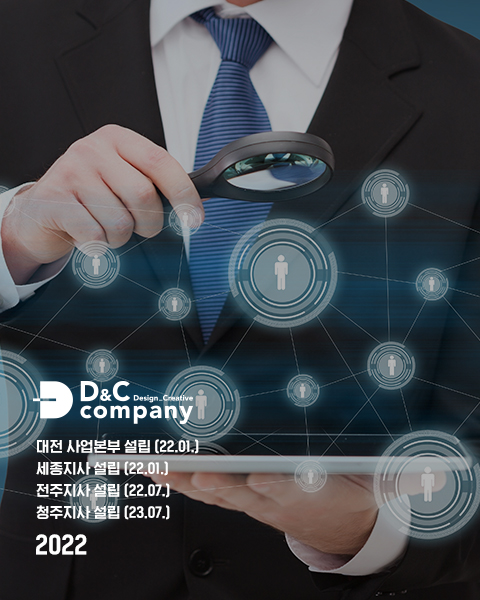 D&C Design_Creative
company
대전 사업본부 설립 (22.01.)
세종지사 설립 (22.01.)
전주지사 설립 (22.07.)
청주지사 설립 (23.07.)
2022